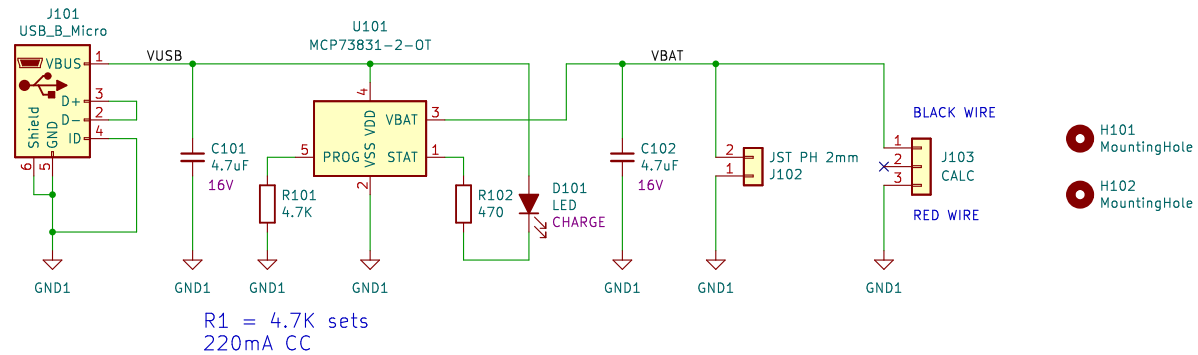 J101
USB_B_Micro
VBUS 1
D+ 3
D- 2
ID 4
Shield
GND
6 5
GND1
VUSB
C101
4.7uF
16V
GND1
U101
MCP73831-2-OT
4
VDD
VBAT 3
5 PROG
STAT 1
VSS
2
GND1
R101
4.7K
GND1
R102
470
D101
LED
CHARGE
R1 = 4.7K sets
220mA CC
VBAT
C102
4.7uF
16V
GND1
2 JST PH 2mm
1 J102
GND1
BLACK WIRE
1
2 J103
3 CALC
RED WIRE
GND1
H101
MountingHole
H102
MountingHole